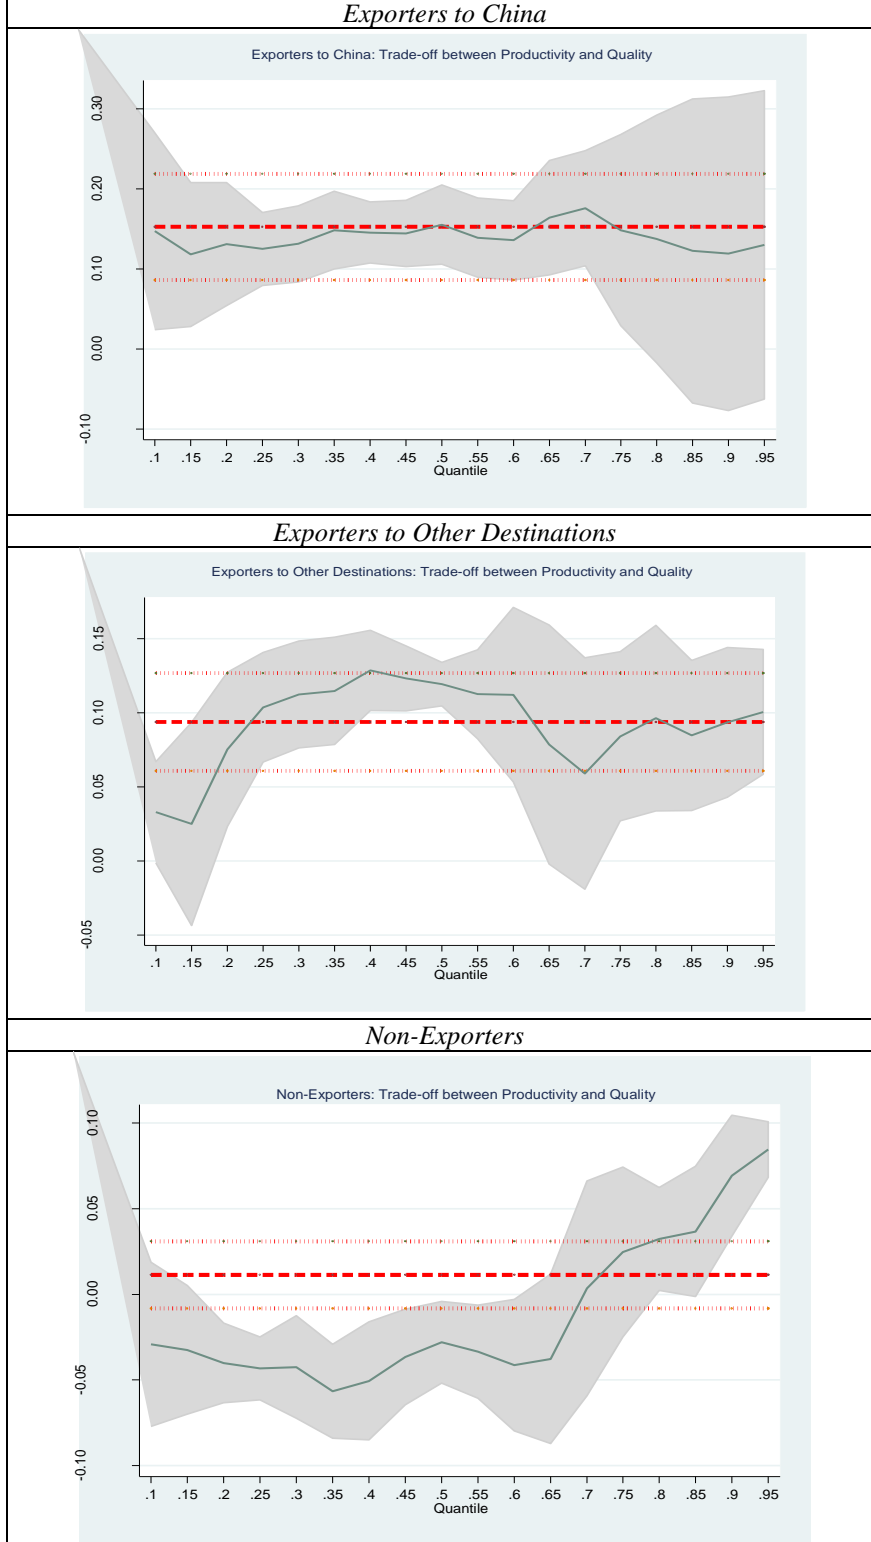 Exporters to China
Exporters to China: Trade-off between Productivity and Quality
0.30
0.20
0.10
0.00
-0.10
.1 .15 .2 .25 .3 .35 .4 .45 .5 .55 .6 .65 .7 .75 .8 .85 .9 .95
Quantile
Exporters to Other Destinations
Exporters to Other Destinations: Trade-off between Productivity and Quality
0.15
0.10
0.05
0.00
-0.05
.1 .15 .2 .25 .3 .35 .4 .45 .5 .55 .6 .65 .7 .75 .8 .85 .9 .95
Quantile
Non-Exporters
Non-Exporters: Trade-off between Productivity and Quality
0.10
0.05
0.00
-0.05
-0.10
.1 .15 .2 .25 .3 .35 .4 .45 .5 .55 .6 .65 .7 .75 .8 .85 .9 .95
Quantile